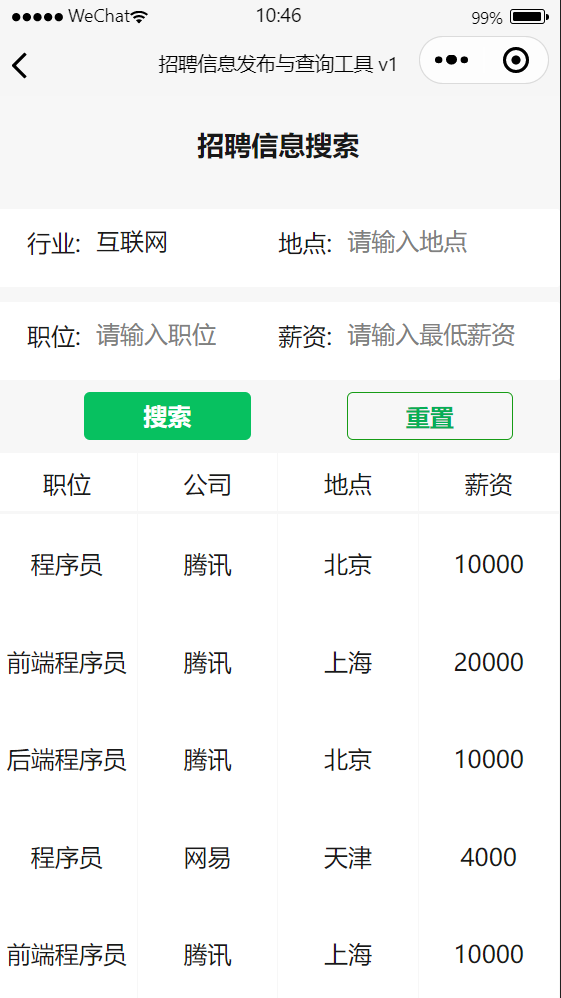 WeChat 10:46 99%
招聘信息发布与查询工具 v1
招聘信息搜索
行业: 互联网 地点: 请输入地点
职位: 请输入职位 薪资: 请输入最低薪资
搜索 重置
职位 公司 地点 薪资
程序员 腾讯 北京 10000
前端程序员 腾讯 上海 20000
后端程序员 腾讯 北京 10000
程序员 网易 天津 4000
前端程序员 腾讯 上海 10000